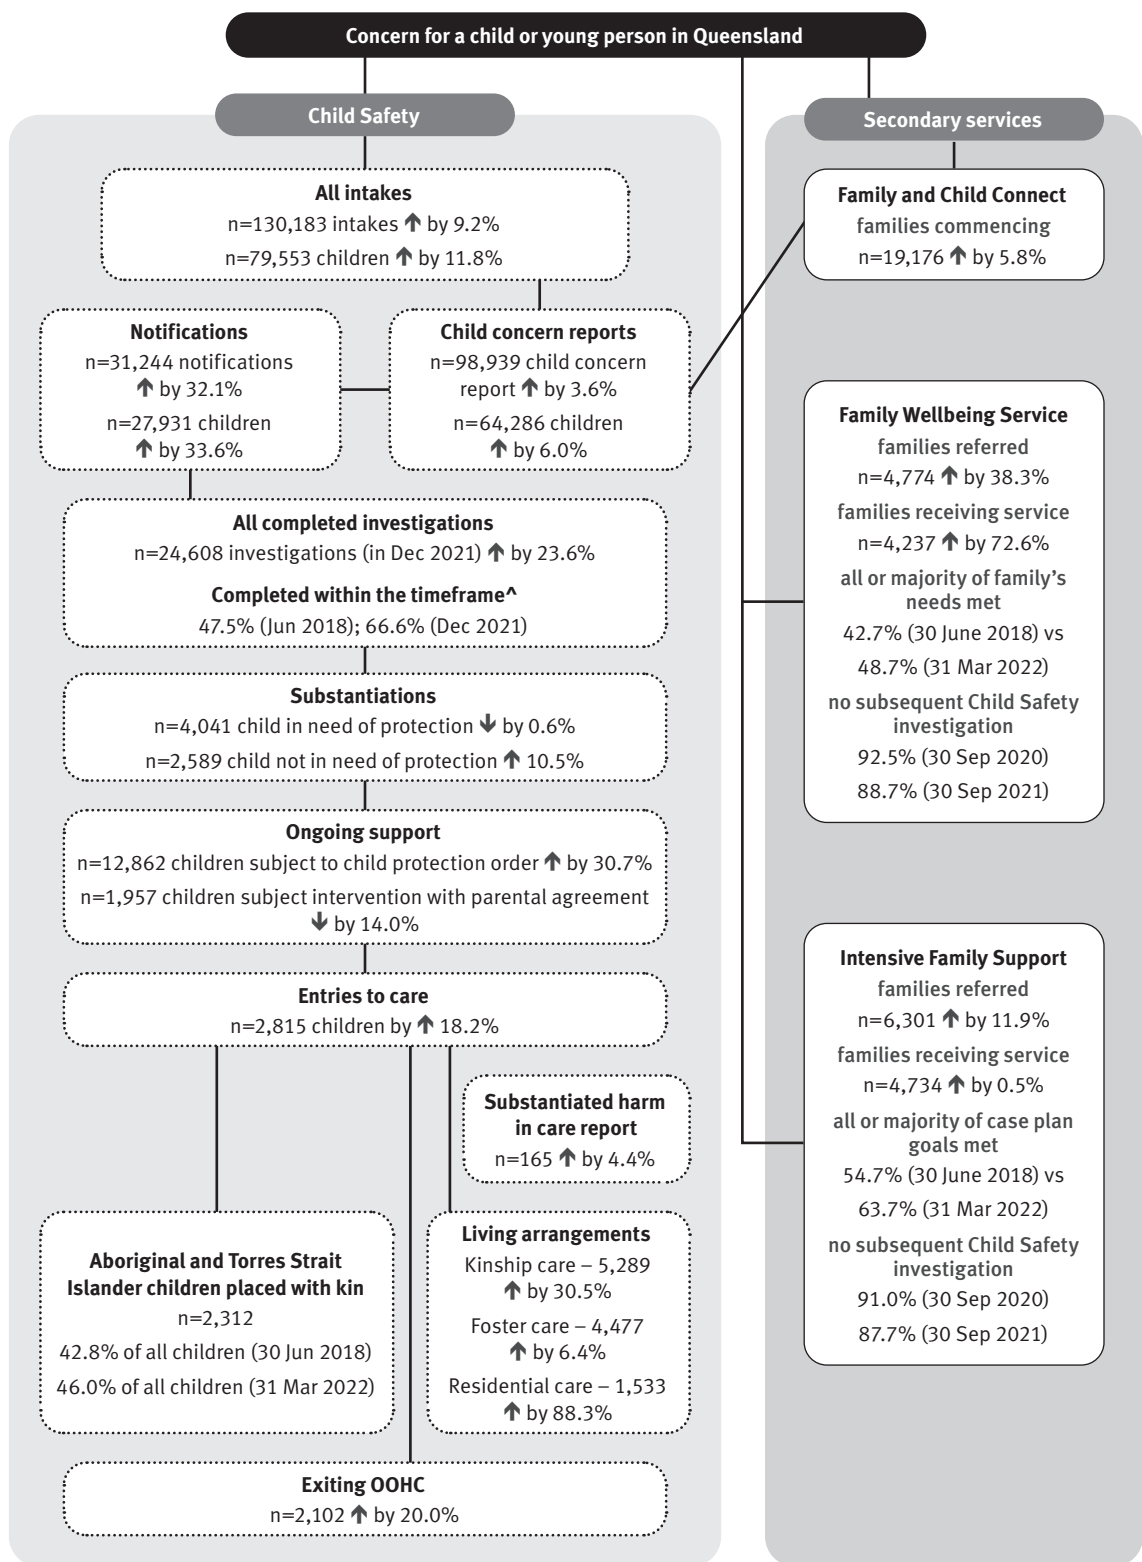 Concern for a child or young person in Queensland
Child Safety
All intakes
n=130,183 intakes ↑ by 9.2%
n=79,553 children ↑ by 11.8%
Notifications
n=31,244 notifications
↑ by 32.1%
n=27,931 children
↑ by 33.6%
Child concern reports
n=98,939 child concern
report ↑ by 3.6%
n=64,286 children
↑ by 6.0%
All completed investigations
n=24,608 investigations (in Dec 2021) ↑ by 23.6%
Completed within the timeframe^
47.5% (Jun 2018); 66.6% (Dec 2021)
Substantiations
n=4,041 child in need of protection ↓ by 0.6%
n=2,589 child not in need of protection ↑ 10.5%
Ongoing support
n=12,862 children subject to child protection order ↑ by 30.7%
n=1,957 children subject intervention with parental agreement
↓ by 14.0%
Entries to care
n=2,815 children by ↑ 18.2%
Substantiated harm
in care report
n=165 ↑ by 4.4%
Aboriginal and Torres Strait
Islander children placed with kin
n=2,312
42.8% of all children (30 Jun 2018)
46.0% of all children (31 Mar 2022)
Living arrangements
Kinship care – 5,289
↑ by 30.5%
Foster care – 4,477
↑ by 6.4%
Residential care – 1,533
↑ by 88.3%
Exiting OOHC
n=2,102 ↑ by 20.0%
Secondary services
Family and Child Connect
families commencing
n=19,176 ↑ by 5.8%
Family Wellbeing Service
families referred
n=4,774 ↑ by 38.3%
families receiving service
n=4,237 ↑ by 72.6%
all or majority of family's
needs met
42.7% (30 June 2018) vs
48.7% (31 Mar 2022)
no subsequent Child Safety
investigation
92.5% (30 Sep 2020)
88.7% (30 Sep 2021)
Intensive Family Support
families referred
n=6,301 ↑ by 11.9%
families receiving service
n=4,734 ↑ by 0.5%
all or majority of case plan
goals met
54.7% (30 June 2018) vs
63.7% (31 Mar 2022)
no subsequent Child Safety
investigation
91.0% (30 Sep 2020)
87.7% (30 Sep 2021)